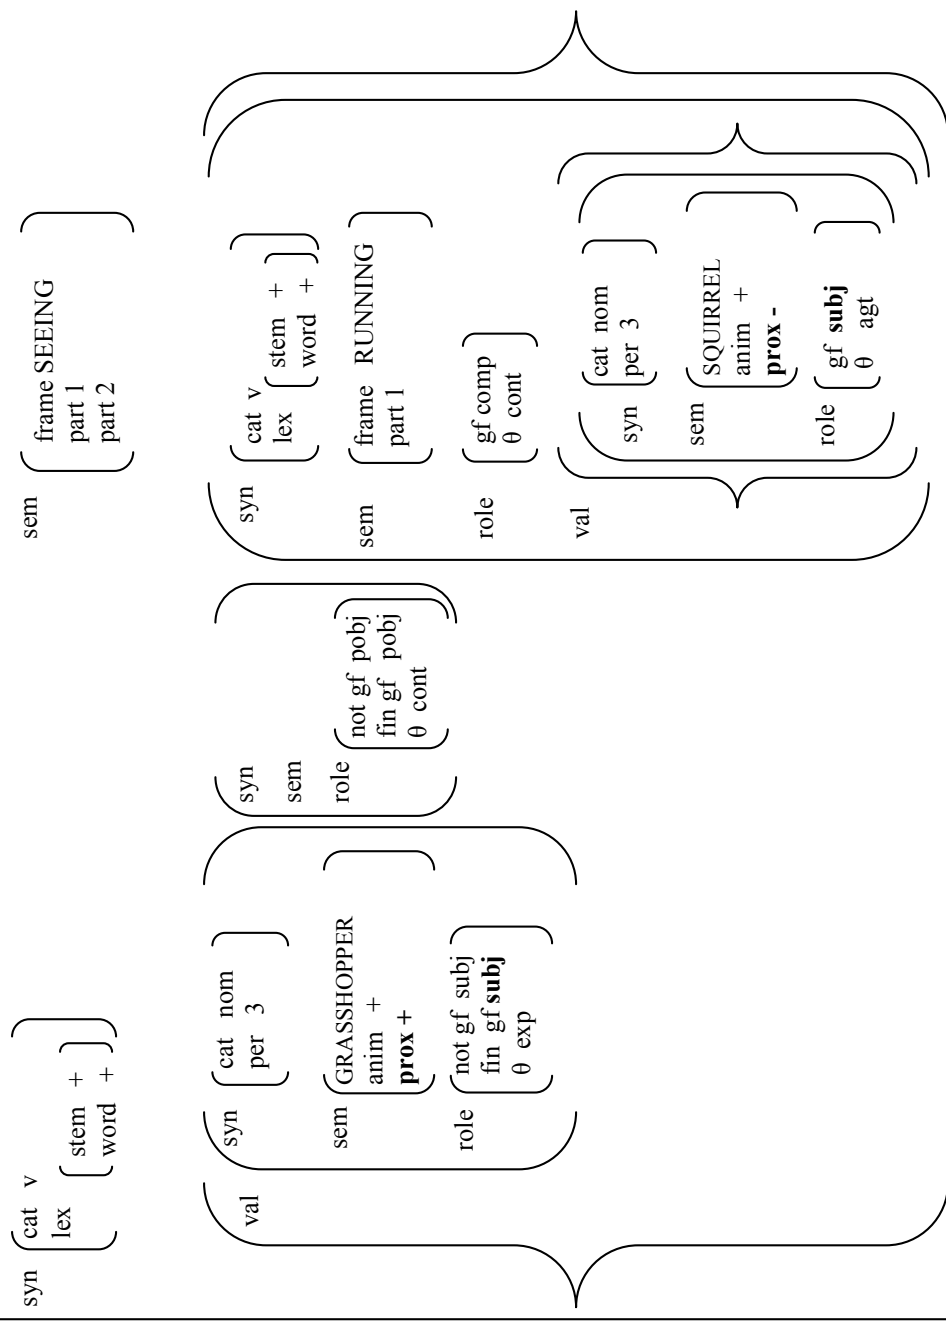 syn
cat v
lex
stem +
word +
sem
frame SEEING
part 1
part 2
val
syn
cat nom
per 3
sem
GRASSHOPPER
anim +
prox +
role
not gf subj
fin gf subj
θ exp
syn
sem
role
not gf pobj
fin gf pobj
θ cont
syn
cat v
lex
stem +
word +
sem
frame RUNNING
part 1
role
gf comp
θ cont
val
syn
cat nom
per 3
sem
SQUIRREL
anim +
prox -
role
gf subj
θ agt